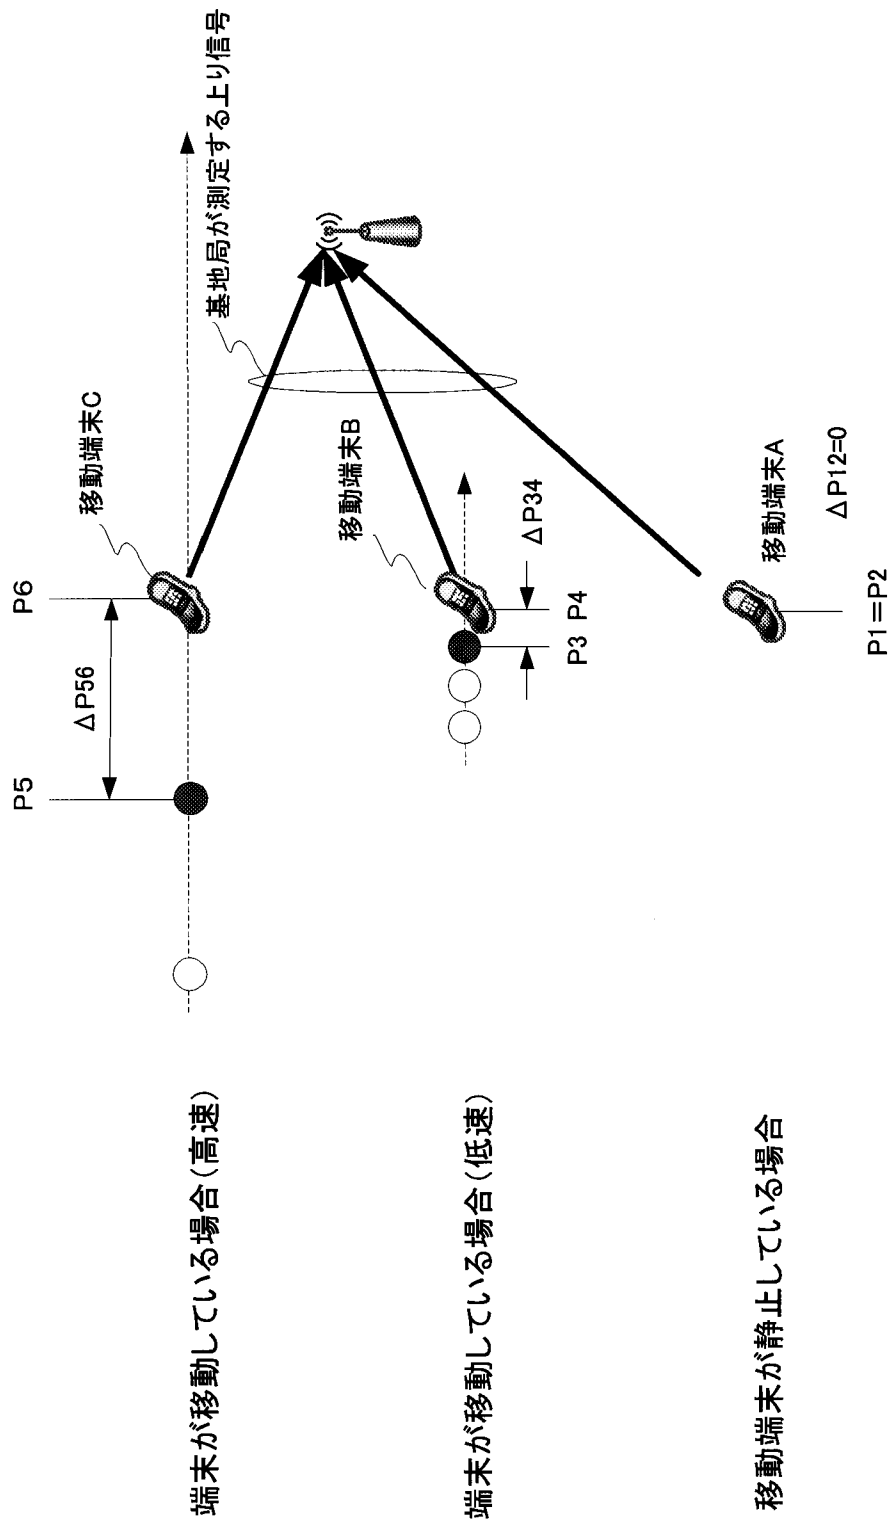 P5
P6
ΔP56
移動端末C
基地局が測定する上り信号
端末が移動している場合(高速)
移動端末B
P3 P4
ΔP34
端末が移動している場合(低速)
移動端末A
P1=P2
ΔP12=0
移動端末が静止している場合